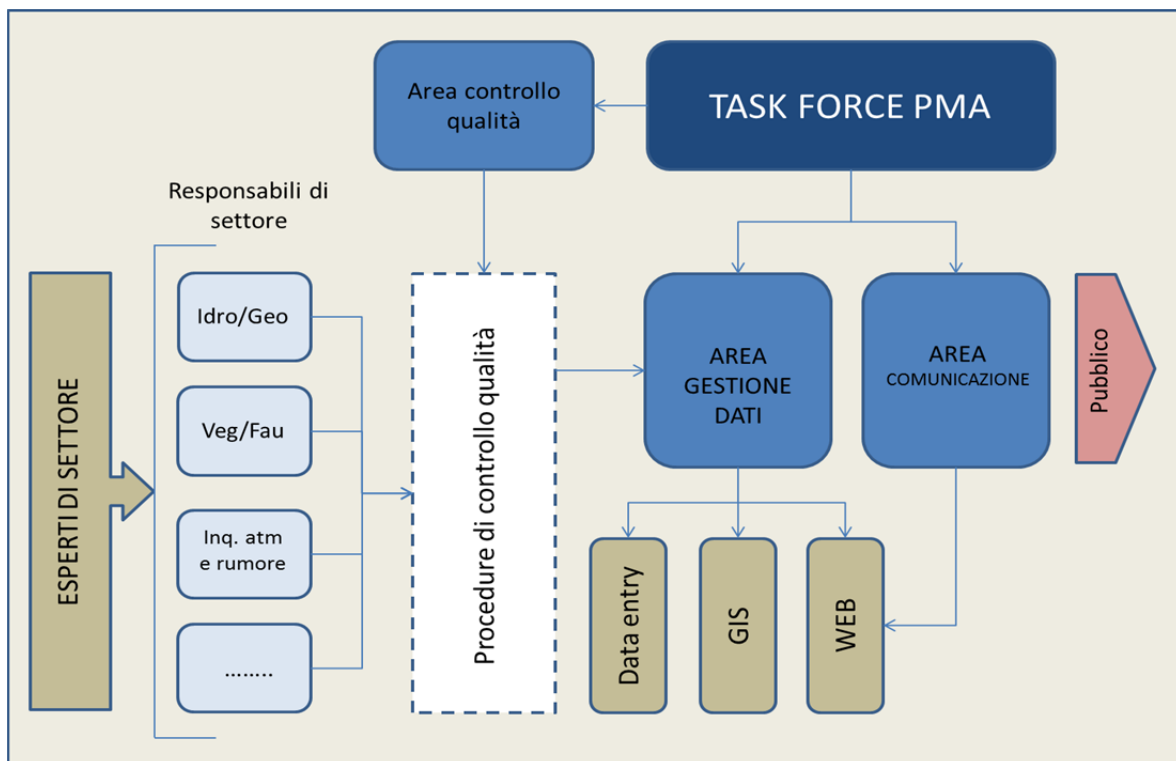 Area controllo
qualità
TASK FORCE PMA
Responsabili di
settore
ESPERTI DI SETTORE
Idro/Geo
Veg/Fau
Inq. atm
e rumore
........
Procedure di controllo qualità
AREA
GESTIONE
DATI
AREA
COMUNICAZIONE
Pubblico
Data entry
GIS
WEB